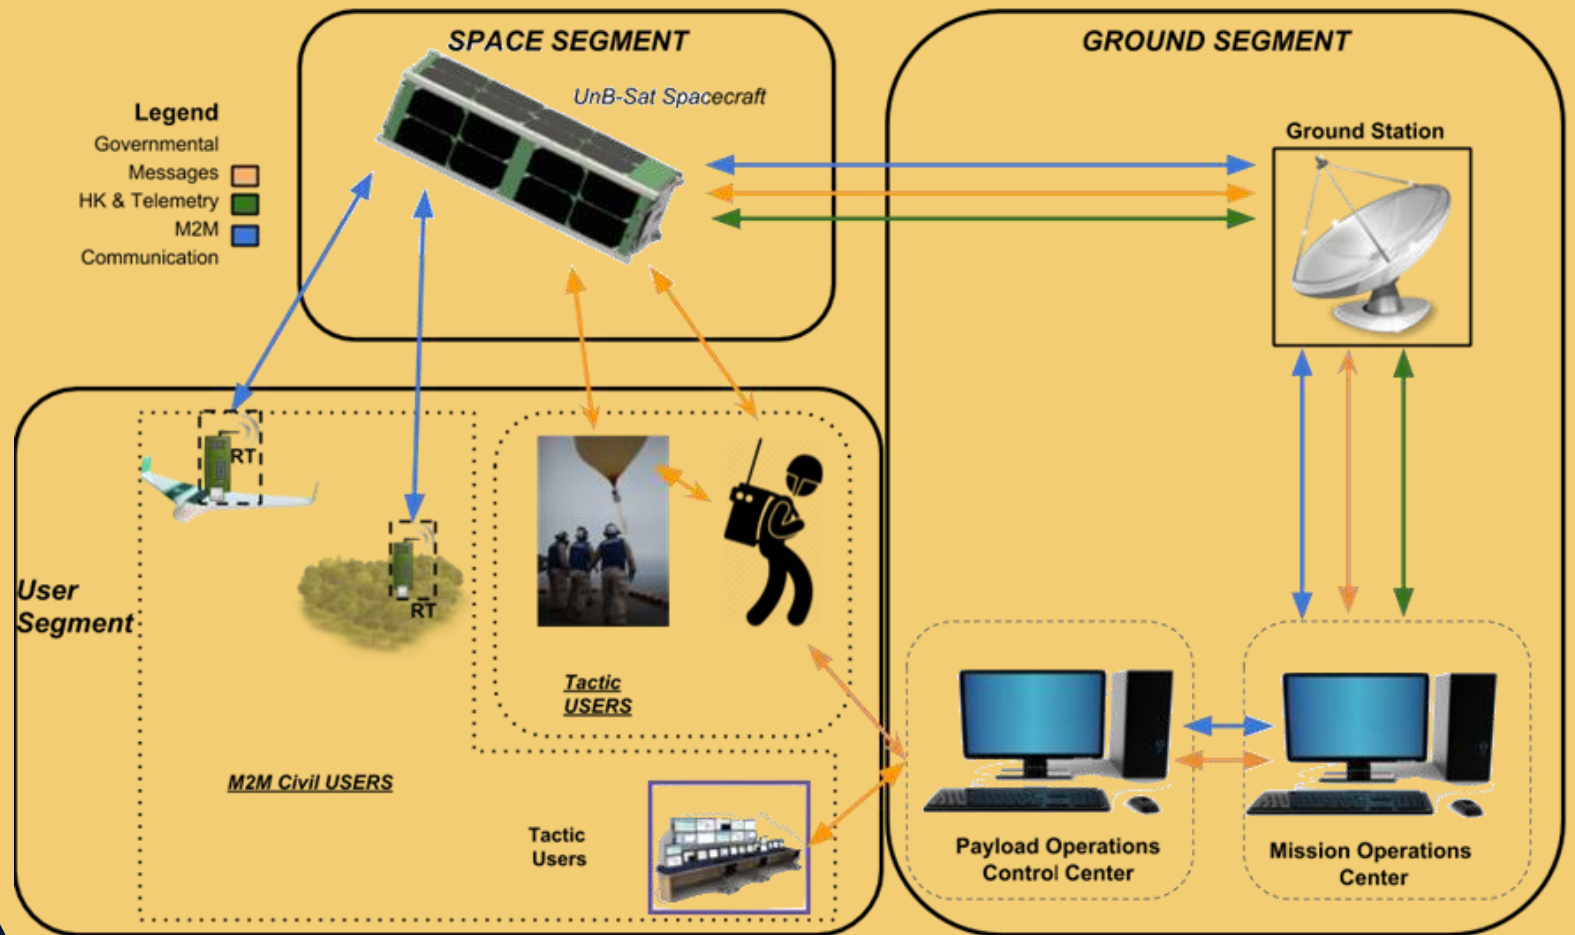 SPACE SEGMENT
UnB-Sat Spacecraft
GROUND SEGMENT
Legend
Governmental
Messages
HK & Telemetry
M2M
Communication
Ground Station
RT
RT
User
Segment
Tactic
USERS
M2M Civil USERS
Tactic
Users
Payload Operations
Control Center
Mission Operations
Center